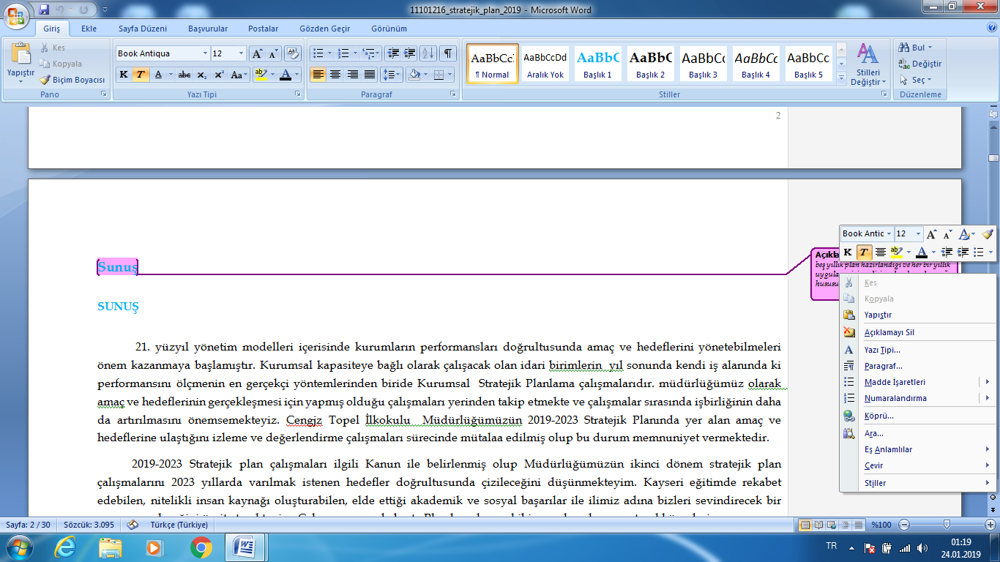 11101216_stratejik_plan_2019 - Microsoft Word
Giriş Ekle Sayfa Düzeni Başvurular Postalar Gözden Geçir Görünüm
Yapıştır
Kes
Kopyala
Biçim Boyacısı
Pano
Book Antiqua 12
K T A abc x₂ x² Aa
Yazı Tipi
Paragraf
AaBbCc AaBbCcDd AaBbC AaBbC AaBbCc AaBbCc AaBbCc
¶ Normal Aralık Yok Başlık 1 Başlık 2 Başlık 3 Başlık 4 Başlık 5
Stiller
Stilleri
Değiştir
Bul
Değiştir
Seç
Düzenleme
2
Sunuş
SUNUŞ
21. yüzyıl yönetim modelleri içerisinde kurumların performansları doğrultusunda amaç ve hedeflerini yönetebilmeleri
önem kazanmaya başlamıştır. Kurumsal kapasiteye bağlı olarak çalışacak olan idari birimlerin yıl sonunda kendi iş alanında ki
performansını ölçmenin en gerçekçi yöntemlerinden biride Kurumsal Stratejik Planlama çalışmalarıdır. müdürlüğümüz olarak
amaç ve hedeflerinin gerçekleşmesi için yapmış olduğu çalışmaları yerinden takip etmekte ve çalışmalar sırasında işbirliğinin daha
da artırılmasını önemsemekteyiz. Cengjz Topel İlkokulu Müdürlüğümüzün 2019-2023 Stratejik Planında yer alan amaç ve
hedeflerine ulaştığını izleme ve değerlendirme çalışmaları sürecinde mütalaa edilmiş olup bu durum memnuniyet vermektedir.
2019-2023 Stratejik plan çalışmaları ilgili Kanun ile belirlenmiş olup Müdürlüğümüzün ikinci dönem stratejik plan
çalışmalarını 2023 yıllarda varılmak istenen hedefler doğrultusunda çizileceğini düşünmekteyim. Kayseri eğitimde rekabet
edebilen, nitelikli insan kaynağı oluşturabilen, elde ettiği akademik ve sosyal başarılar ile ilimiz adına bizleri sevindirecek bir
Book Antic 12
K T A
beş yıllık plan hazırlandığı ve her bir yıllık
Kes
Kopyala
Yapıştır
Açıklamayı Sil
Yazı Tipi...
Paragraf...
Madde İşaretleri
Numaralandırma
Köprü...
Ara...
Eş Anlamlılar
Çevir
Stiller
Sayfa: 2 / 30 Sözcük: 3.095 Türkçe (Türkiye) %100
TR 01:19
24.01.2019